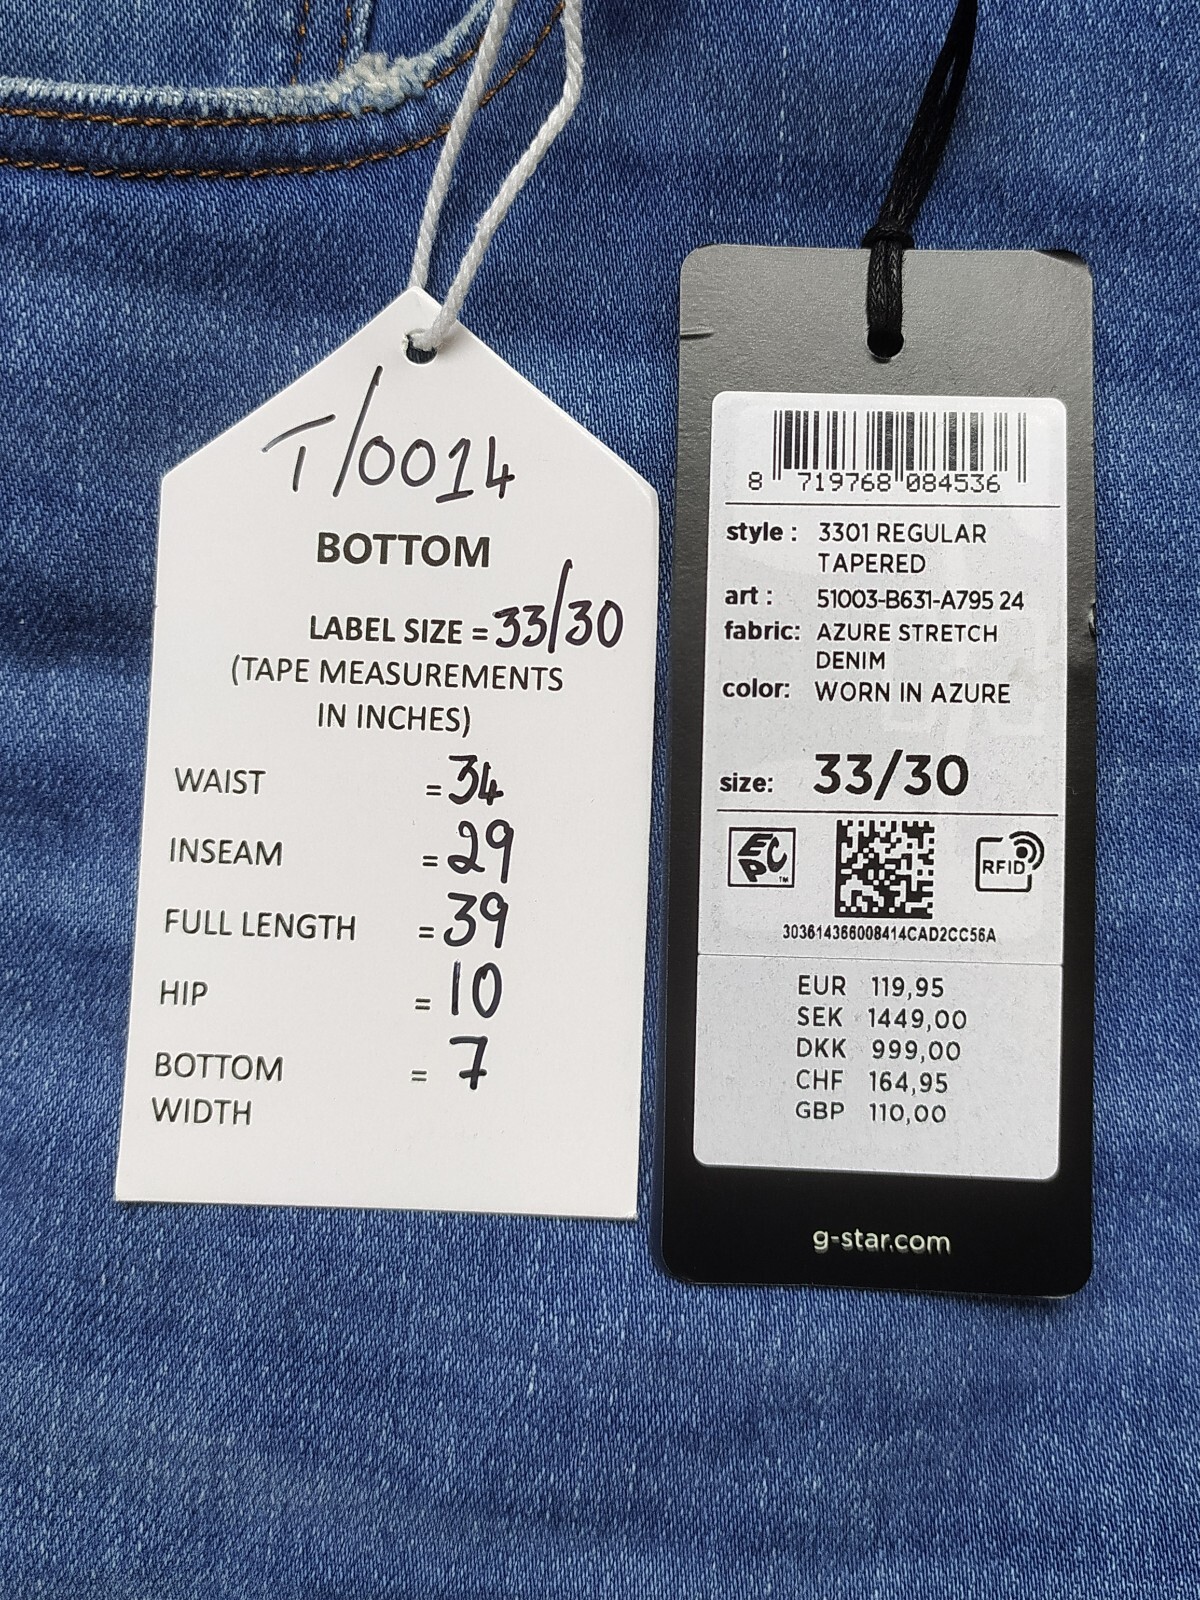 T/0014
BOTTOM
LABEL SIZE = 33/30
(TAPE MEASUREMENTS
IN INCHES)
WAIST = 34
INSEAM = 29
FULL LENGTH = 39
HIP = 10
BOTTOM = 7
WIDTH
8 719768 084536
style : 3301 REGULAR
TAPERED
art : 51003-B631-A795 24
fabric: AZURE STRETCH
DENIM
color: WORN IN AZURE
size: 33/30
EPC TM
RFID
303614366008414CAD2CC56A
EUR 119,95
SEK 1449,00
DKK 999,00
CHF 164,95
GBP 110,00
g-star.com